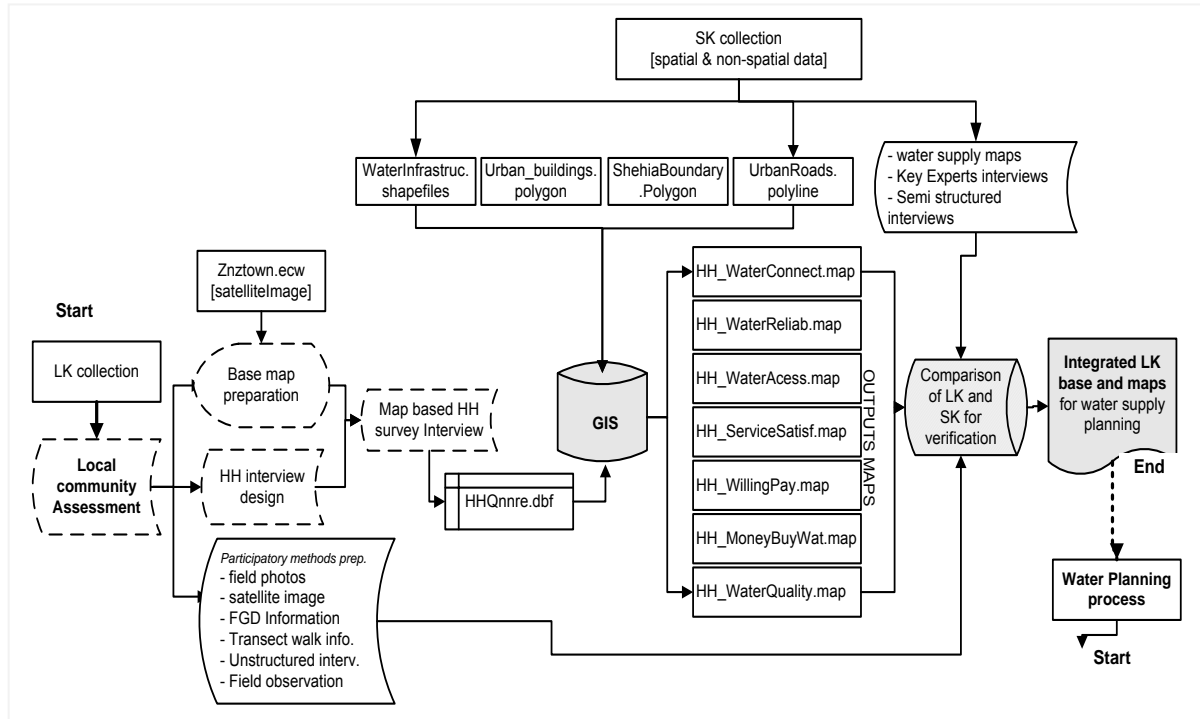 SK collection
[spatial & non-spatial data]
WaterInfrastruc.
shapefiles
Urban_buildings.
polygon
ShehiaBoundary
.Polygon
UrbanRoads.
polyline
- water supply maps
- Key Experts interviews
- Semi structured
interviews
Znztown.ecw
[satelliteImage]
Start
LK collection
Base map
preparation
Local
community
Assessment
HH interview
design
Map based HH
survey Interview
HHQnnre.dbf
GIS
HH_WaterConnect.map
HH_WaterReliab.map
HH_WaterAcess.map
HH_ServiceSatisf.map
HH_WillingPay.map
HH_MoneyBuyWat.map
HH_WaterQuality.map
OUTPUTS MAPS
Comparison
of LK and
SK for
verification
Integrated LK
base and maps
for water supply
planning
End
Water Planning
process
Start
Participatory methods prep.
- field photos
- satellite image
- FGD Information
- Transect walk info.
- Unstructured interv.
- Field observation